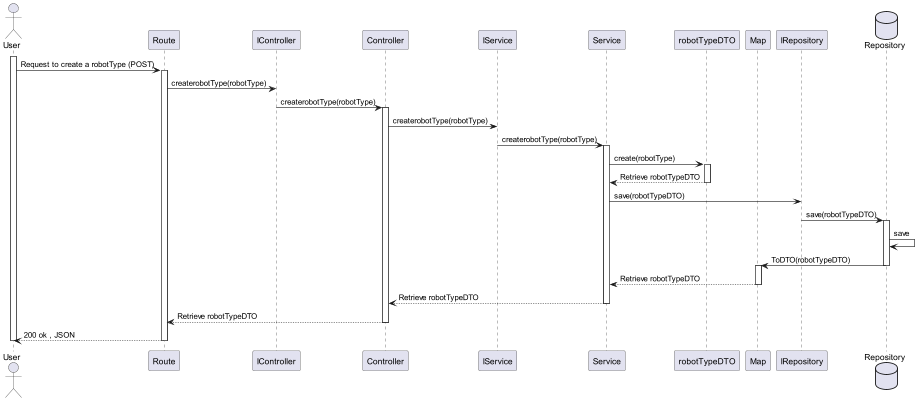 User
Route
IController
Controller
IService
Service
robotTypeDTO
Map
IRepository
Repository
Request to create a robotType (POST)
createrobotType(robotType)
createrobotType(robotType)
createrobotType(robotType)
createrobotType(robotType)
create(robotType)
Retrieve robotTypeDTO
save(robotTypeDTO)
save(robotTypeDTO)
save
ToDTO(robotTypeDTO)
Retrieve robotTypeDTO
Retrieve robotTypeDTO
Retrieve robotTypeDTO
200 ok , JSON
User
Route
IController
Controller
IService
Service
robotTypeDTO
Map
IRepository
Repository